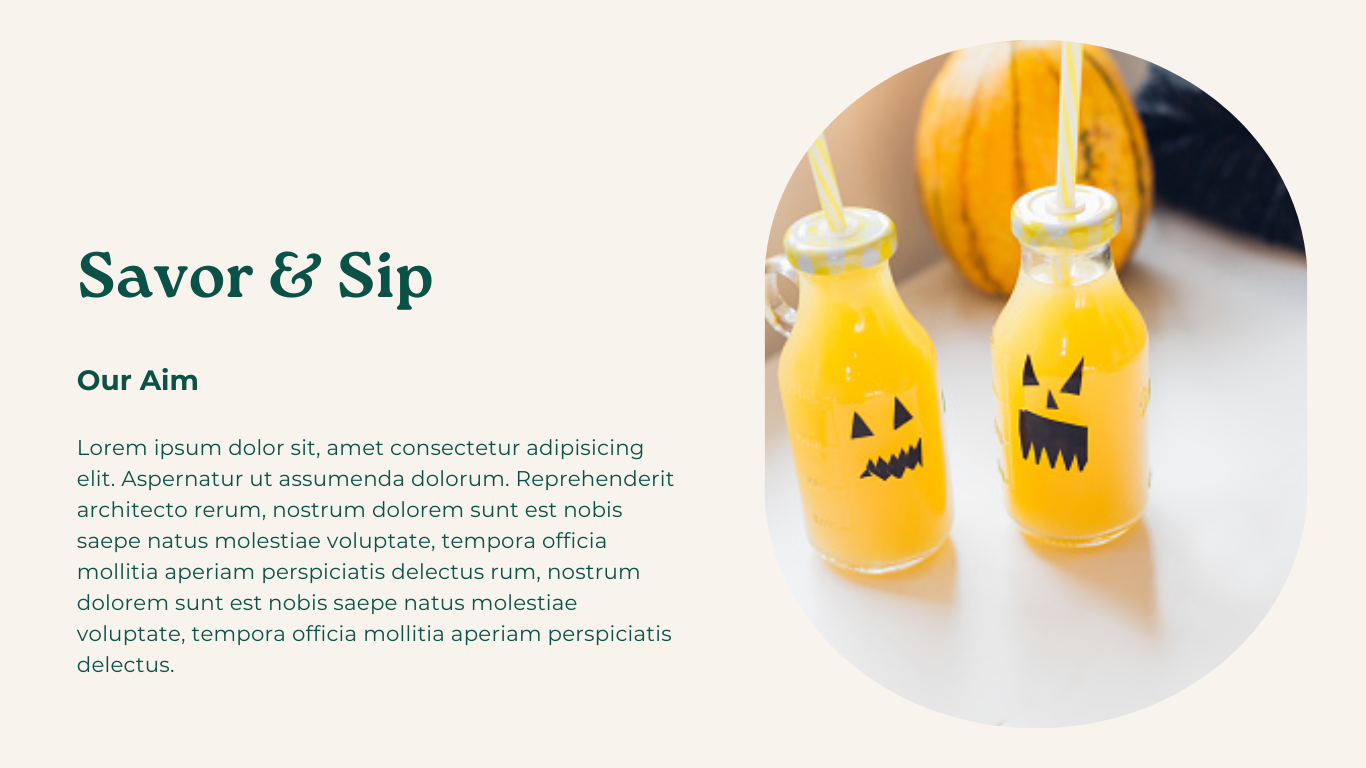 Savor & Sip
Our Aim
Lorem ipsum dolor sit, amet consectetur adipisicing
elit. Aspernatur ut assumenda dolorum. Reprehenderit
architecto rerum, nostrum dolorem sunt est nobis
saepe natus molestiae voluptate, tempora officia
mollitia aperiam perspiciatis delectus rum, nostrum
dolorem sunt est nobis saepe natus molestiae
voluptate, tempora officia mollitia aperiam perspiciatis
delectus.